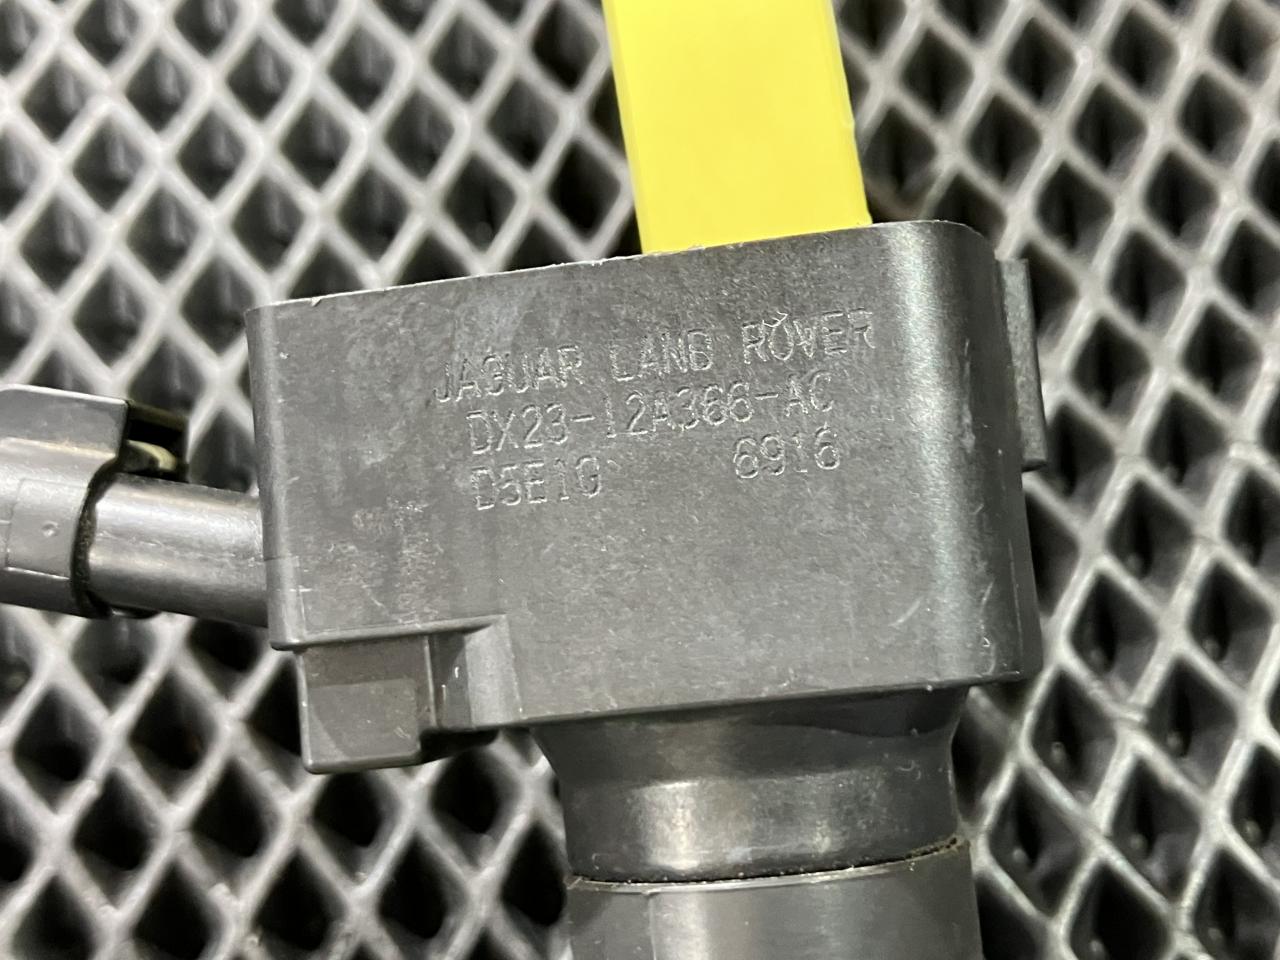 JAGUAR LAND ROVER
DX23-12A366-AC
D5E10 6916